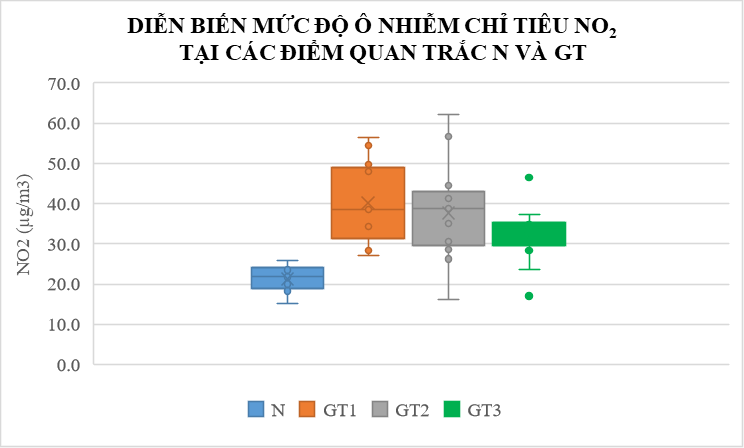 DIỄN BIẾN MỨC ĐỘ Ô NHIỄM CHỈ TIÊU NO₂
TẠI CÁC ĐIỂM QUAN TRẮC N VÀ GT
70.0
60.0
50.0
40.0
30.0
20.0
10.0
0.0
NO2 (µg/m3)
N GT1 GT2 GT3